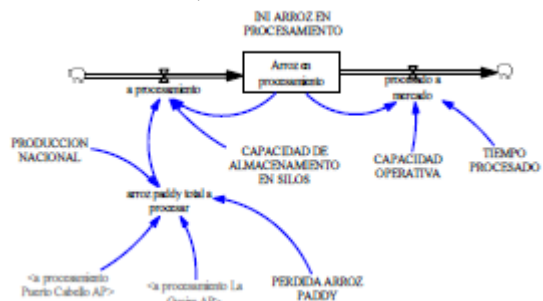 INI ARROZ EN
PROCESAMIENTO
Arroz en
procesamiento
a procesamiento
procesado a
mercado
PRODUCCION
NACIONAL
CAPACIDAD DE
ALMACENAMIENTO
EN SILOS
CAPACIDAD
OPERATIVA
TIEMPO
PROCESADO
arroz paddy total a
procesar
<a procesamiento
Puerto Cabello AP>
<a procesamiento La
AP>
PERDIDA ARROZ
PADDY